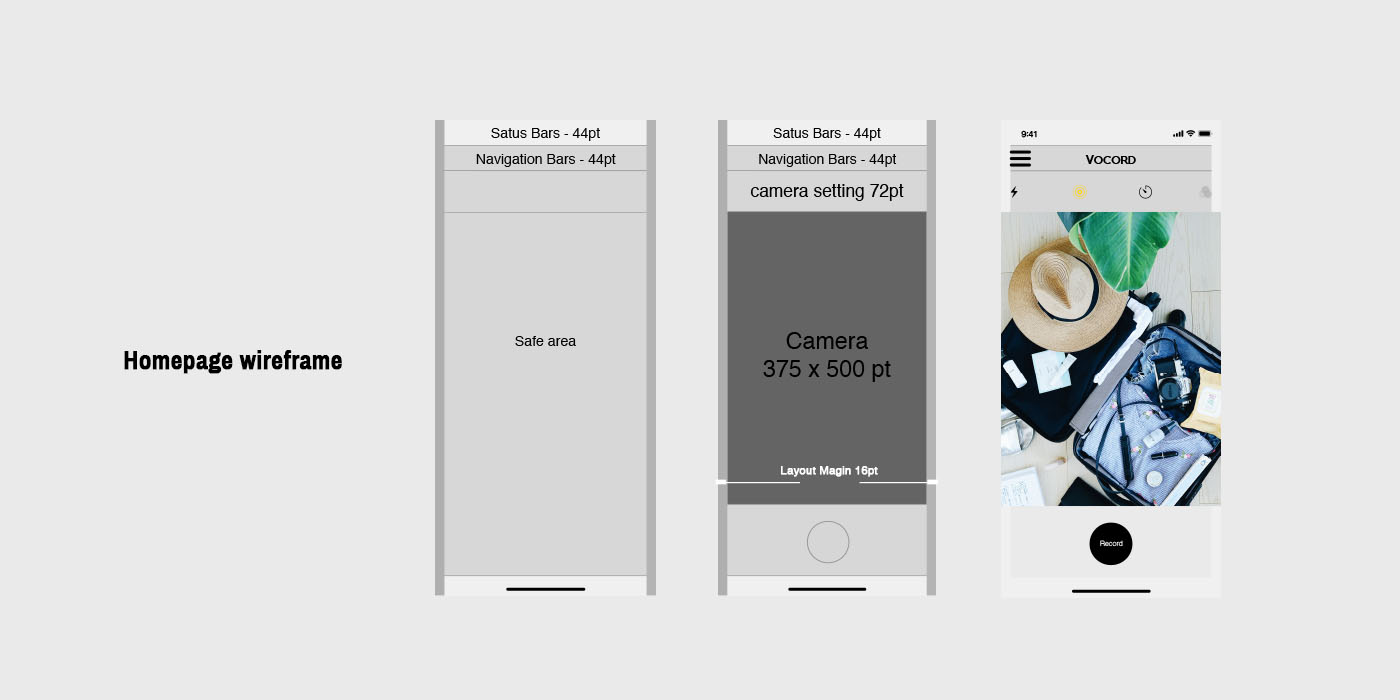 Homepage wireframe
Satus Bars - 44pt
Navigation Bars - 44pt
Safe area
Satus Bars - 44pt
Navigation Bars - 44pt
camera setting 72pt
Camera
375 x 500 pt
Layout Magin 16pt
9:41
VOCORD
Record